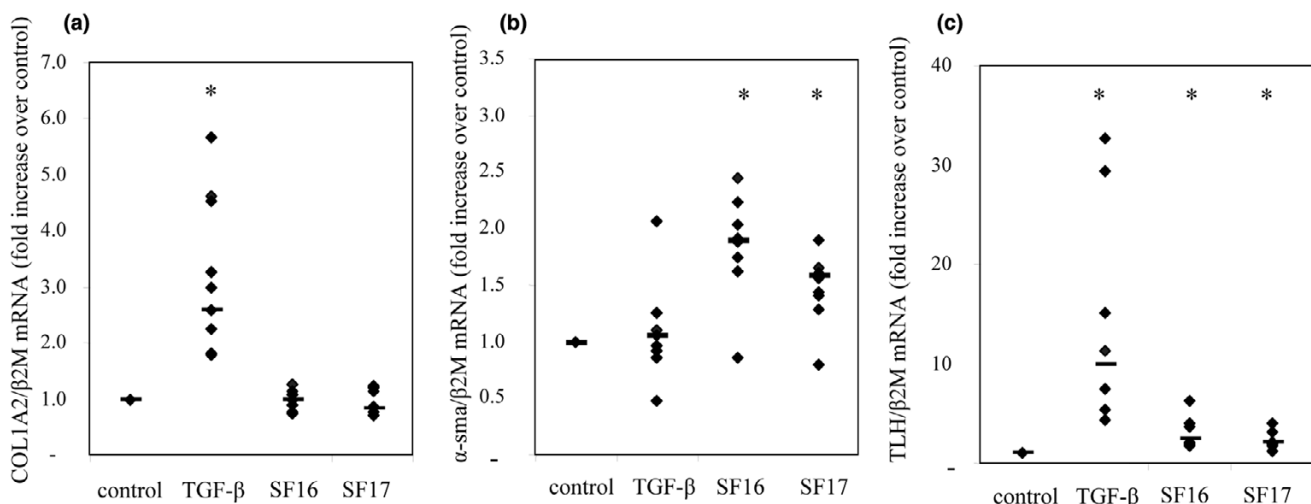 (a)
COL1A2/β2M mRNA (fold increase over control)
7.0
6.0
5.0
4.0
3.0
2.0
1.0
-
*
control TGF-β SF16 SF17
(b)
α-sma/β2M mRNA (fold increase over control)
3.5
3.0
2.5
2.0
1.5
1.0
0.5
-
* *
control TGF-β SF16 SF17
(c)
TLH/β2M mRNA (fold increase over control)
40
30
20
10
-
* * *
control TGF-β SF16 SF17